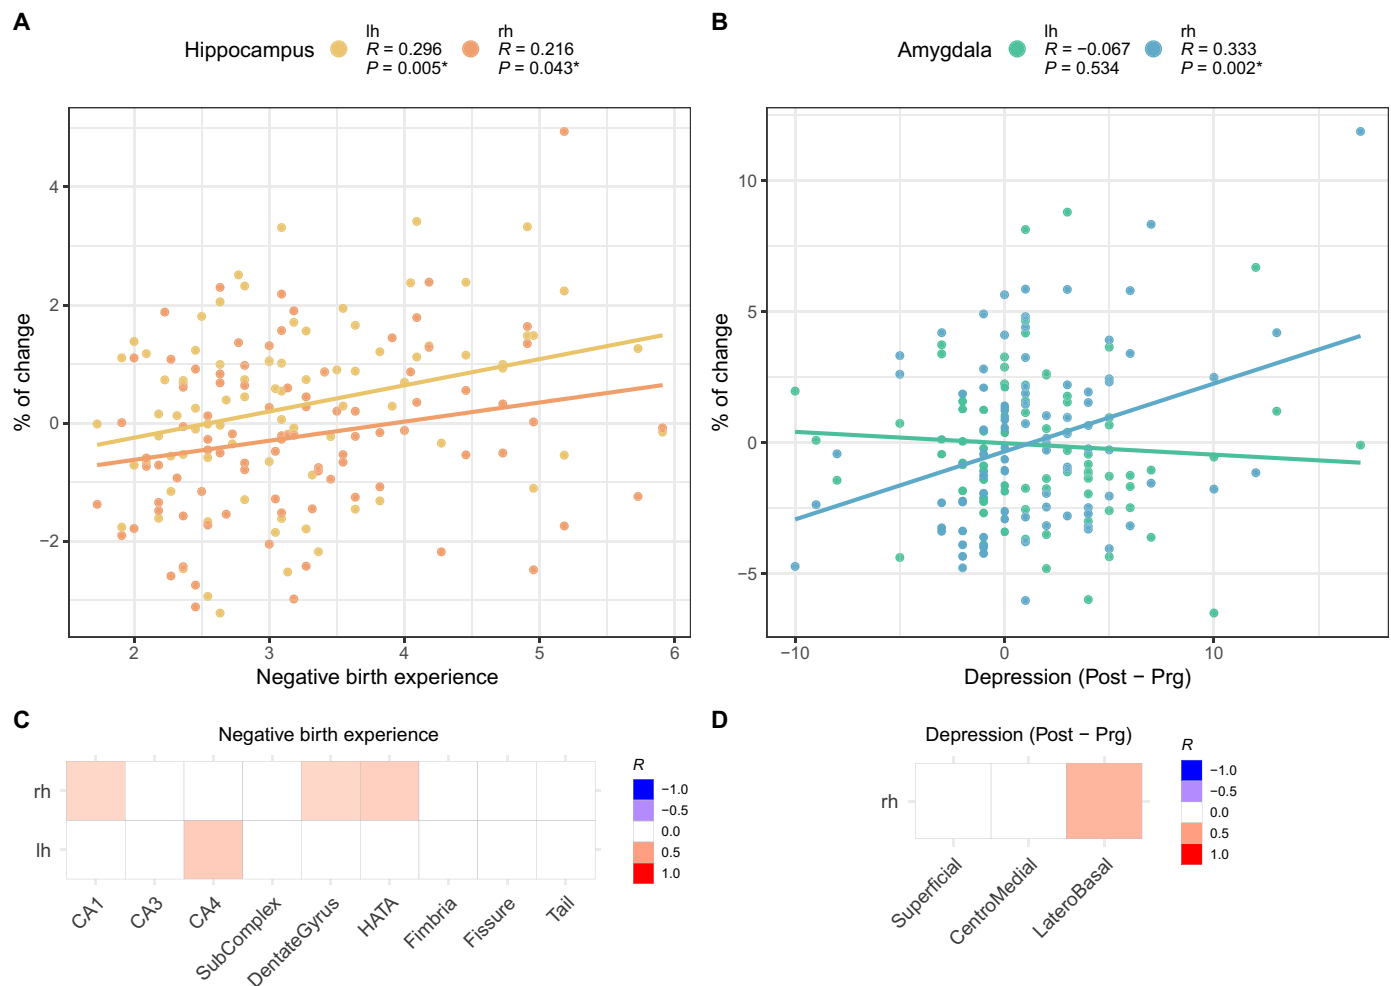 A
Hippocampus
lh
R = 0.296
P = 0.005*
rh
R = 0.216
P = 0.043*
% of change
4
2
0
−2
2
3
4
5
6
Negative birth experience
B
Amygdala
lh
R = −0.067
P = 0.534
rh
R = 0.333
P = 0.002*
% of change
10
5
0
−5
−10
0
10
Depression (Post − Prg)
C
Negative birth experience
rh
lh
CA1
CA3
CA4
SubComplex
DentateGyrus
HATA
Fimbria
Fissure
Tail
R
−1.0
−0.5
0.0
0.5
1.0
D
Depression (Post − Prg)
rh
Superficial
CentroMedial
LateroBasal
R
−1.0
−0.5
0.0
0.5
1.0